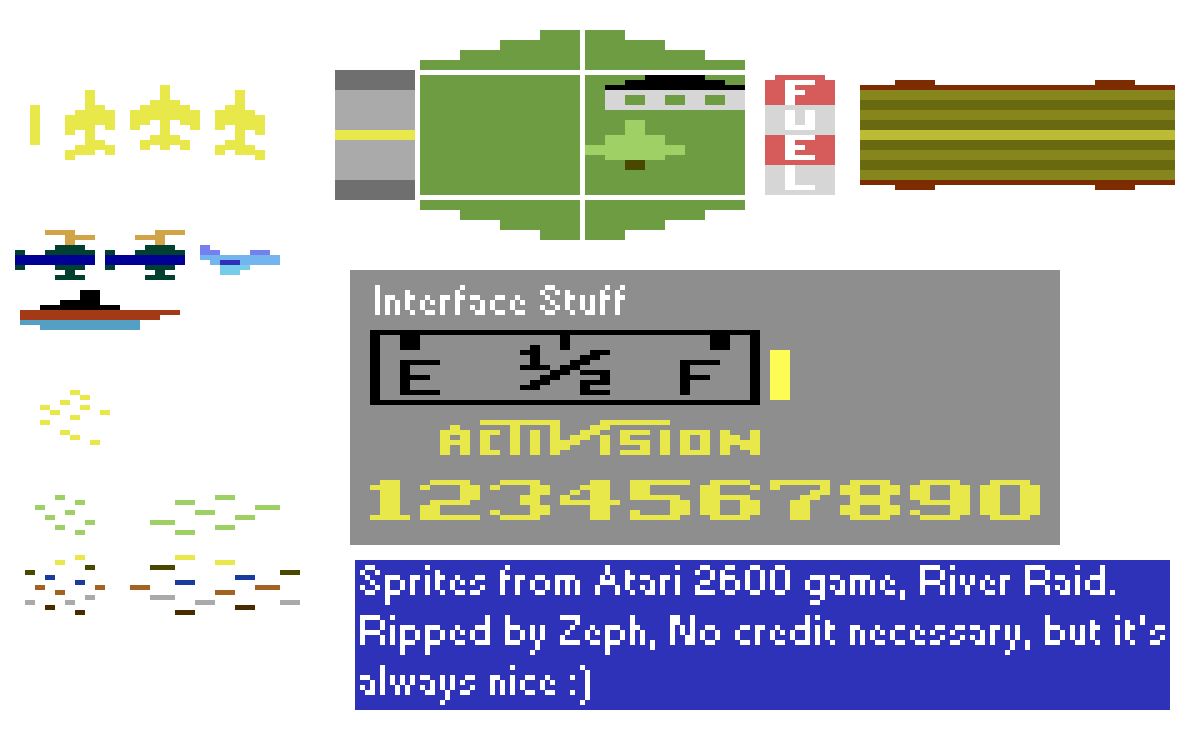 FUEL
Interface Stuff
E 1/2 F
ACTIVISION
1234567890
Sprites from Atari 2600 game, River Raid.
Ripped by Zeph, No credit necessary, but it's
always nice :)